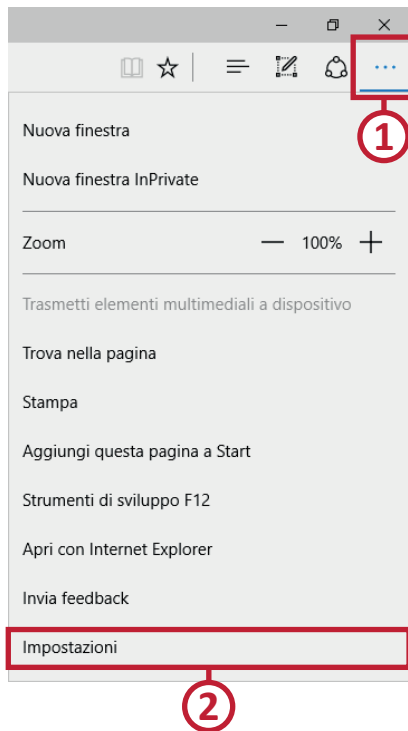 1
Nuova finestra
Nuova finestra InPrivate
Zoom — 100% +
Trasmetti elementi multimediali a dispositivo
Trova nella pagina
Stampa
Aggiungi questa pagina a Start
Strumenti di sviluppo F12
Apri con Internet Explorer
Invia feedback
Impostazioni
2